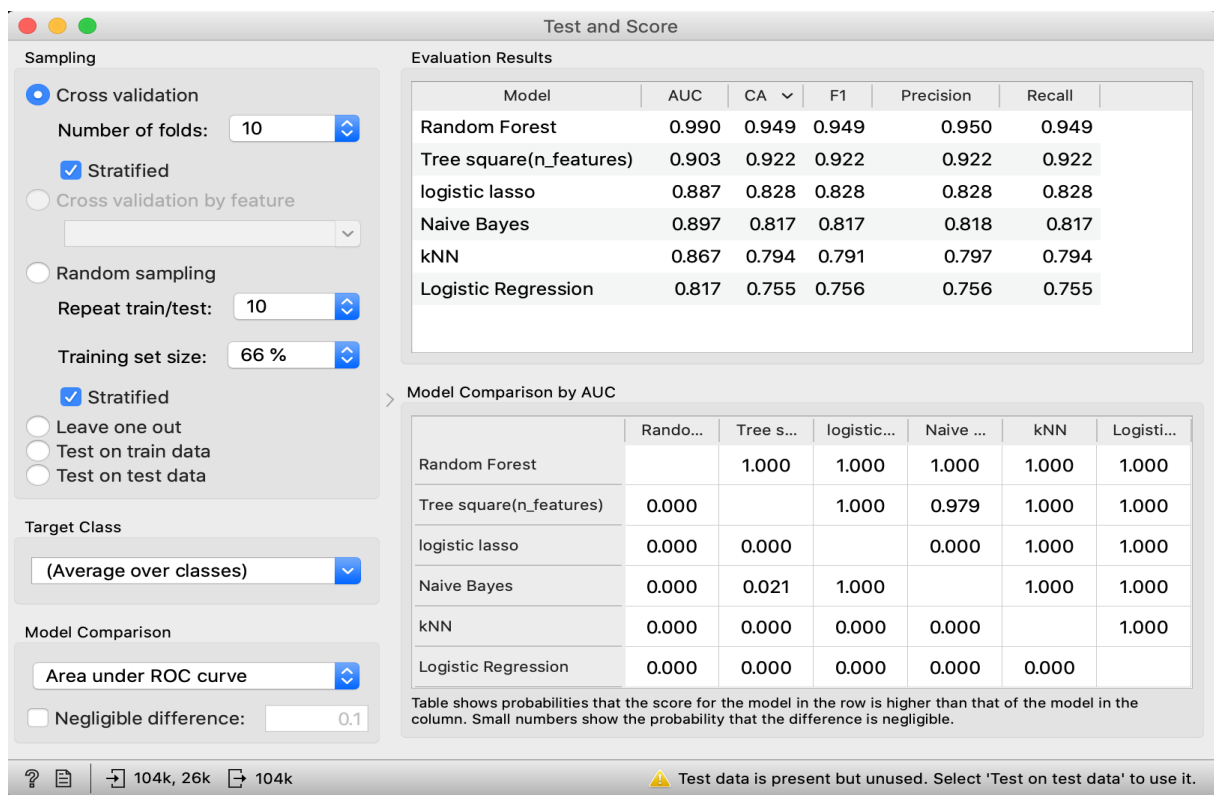 Test and Score
Sampling
Cross validation
Number of folds: 10
Stratified
Cross validation by feature
Random sampling
Repeat train/test: 10
Training set size: 66 %
Stratified
Leave one out
Test on train data
Test on test data
Target Class
(Average over classes)
Model Comparison
Area under ROC curve
Negligible difference: 0.1
Evaluation Results
Model AUC CA F1 Precision Recall
Random Forest 0.990 0.949 0.949 0.950 0.949
Tree square(n_features) 0.903 0.922 0.922 0.922 0.922
logistic lasso 0.887 0.828 0.828 0.828 0.828
Naive Bayes 0.897 0.817 0.817 0.818 0.817
kNN 0.867 0.794 0.791 0.797 0.794
Logistic Regression 0.817 0.755 0.756 0.756 0.755
Model Comparison by AUC
Rando... Tree s... logistic... Naive ... kNN Logisti...
Random Forest 1.000 1.000 1.000 1.000 1.000
Tree square(n_features) 0.000 1.000 0.979 1.000 1.000
logistic lasso 0.000 0.000 0.000 1.000 1.000
Naive Bayes 0.000 0.021 1.000 1.000 1.000
kNN 0.000 0.000 0.000 0.000 1.000
Logistic Regression 0.000 0.000 0.000 0.000 0.000
Table shows probabilities that the score for the model in the row is higher than that of the model in the
column. Small numbers show the probability that the difference is negligible.
? 104k, 26k 104k
Test data is present but unused. Select 'Test on test data' to use it.